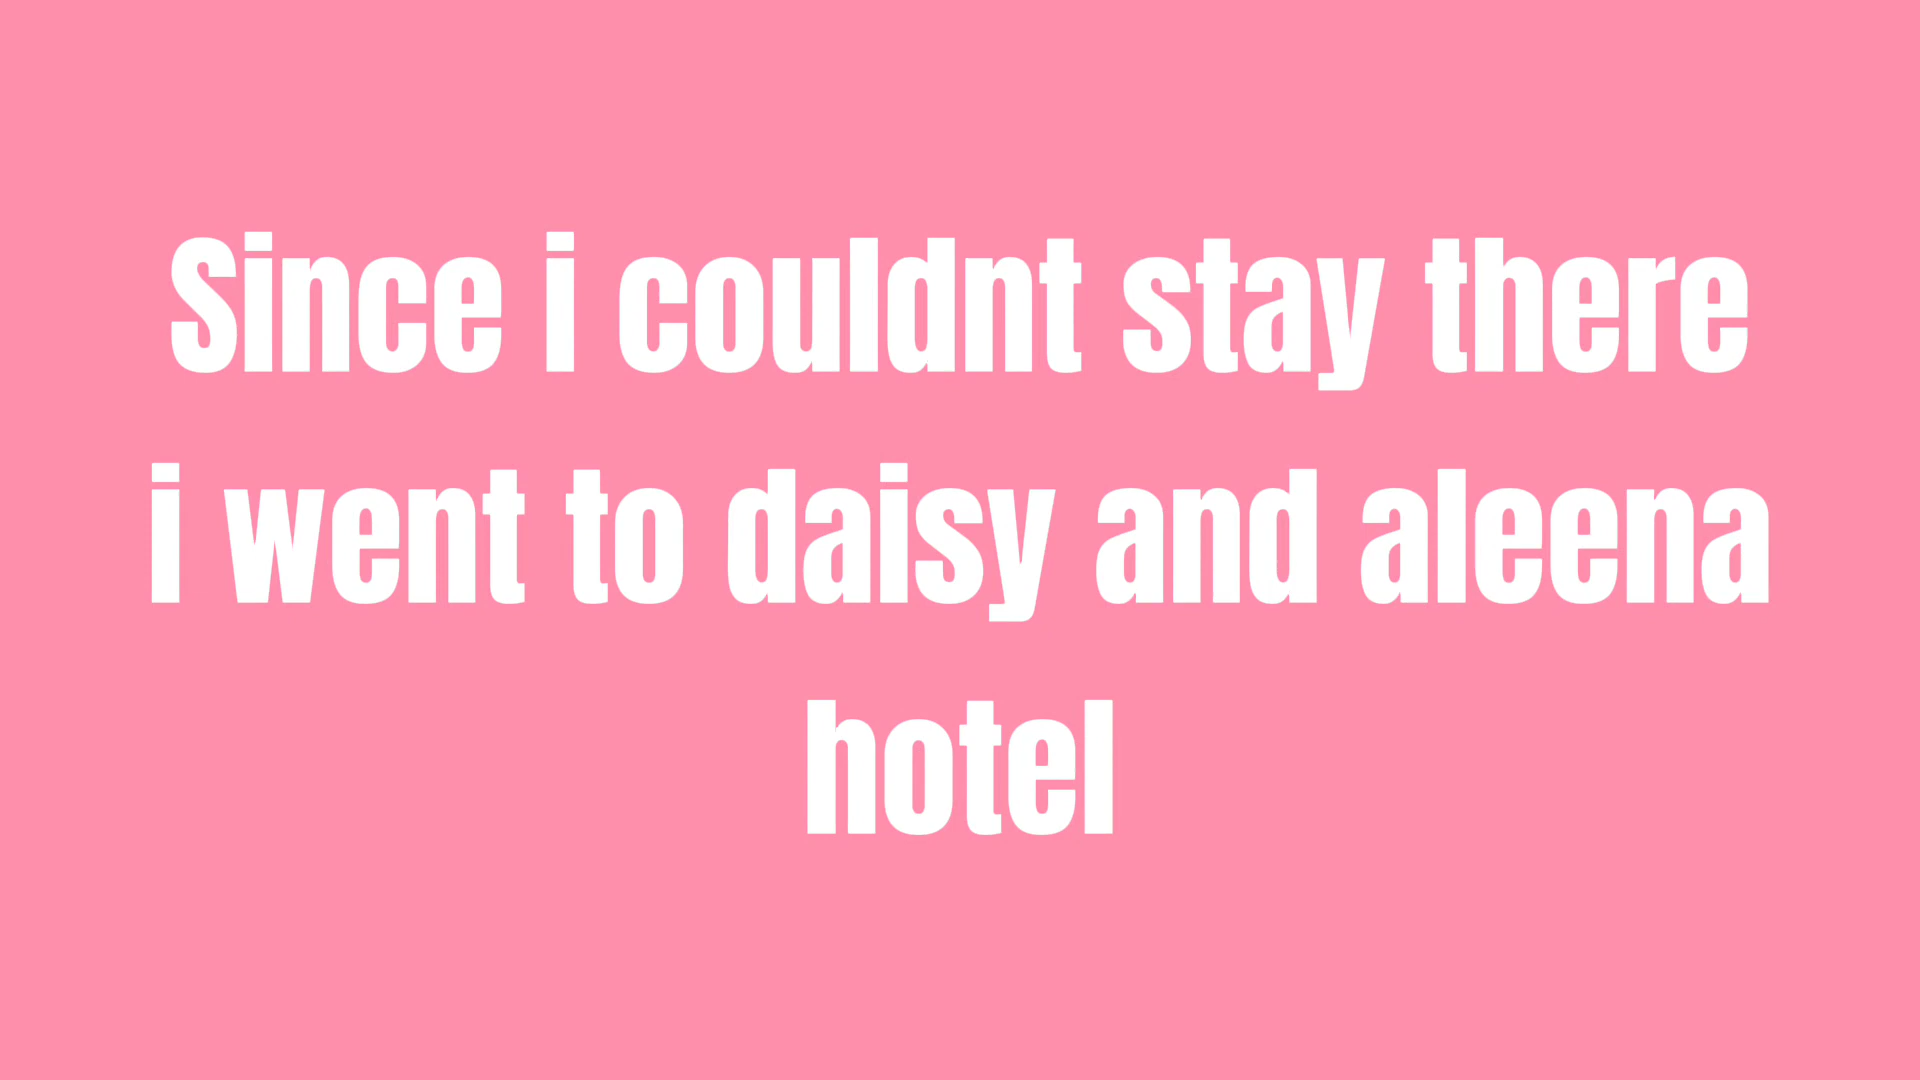 Since i couldnt stay there
i went to daisy and aleena
hotel